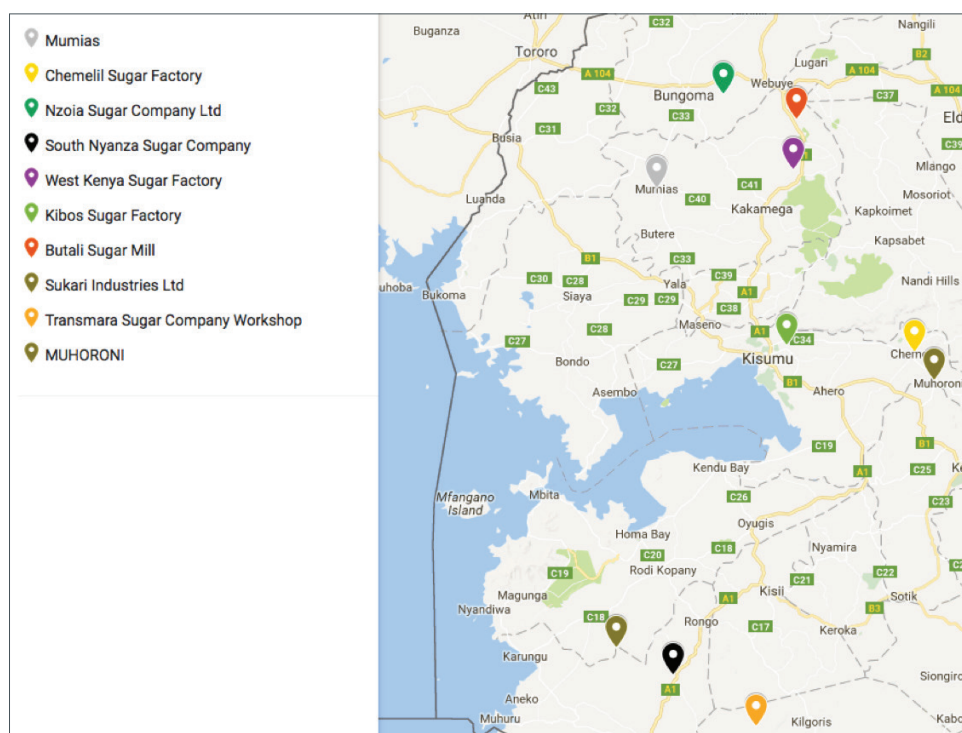 Mumias
Chemelil Sugar Factory
Nzoia Sugar Company Ltd
South Nyanza Sugar Company
West Kenya Sugar Factory
Kibos Sugar Factory
Butali Sugar Mill
Sukari Industries Ltd
Transmara Sugar Company Workshop
MUHORONI
Atiri
C32
Nangili
Buganza
Tororo
B2
Lugari
A 104
Webuye
A 104
C43
Bungoma
C37
A 104
C32
C33
Eld
C31
Busia
C39
Mlango
Mumias
C41
Mosoriot
Luanda
C40
Kakamega
Kapkoimet
Butere
Kapsabet
B1
C33
C39
Nandi Hills
C30
C28
Yala
Bukoma
Siaya
C29
C29
A1
C38
Maseno
A1
C34
C28
C27
Kisumu
Bondo
C27
B1
Muhoroni
Asembo
Ahero
C19
B1
Kendu Bay
A1
C25
C26
C23
Mbita
Mfangano
Island
Oyugis
Homa Bay
C18
Nyamira
C20
C19
Rodi Kopany
C21
C22
Magunga
Kisii
Sotik
Nyandiwa
A1
B3
C18
Rongo
C17
Keroka
Karungu
Siongiro
A1
Aneko
Muhuru
Kilgoris